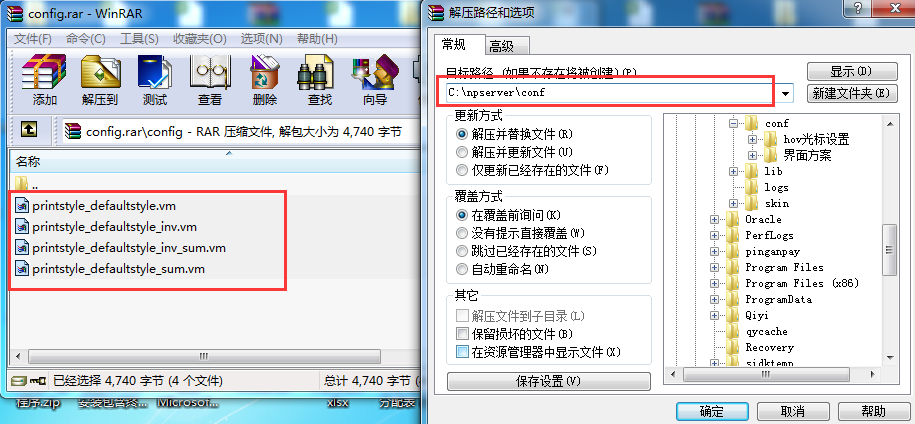 config.rar - WinRAR
文件(F) 命令(C) 工具(S) 收藏夹(O) 选项(N) 帮助(H)
添加 解压到 测试 查看 删除 查找 向导
config.rar\config - RAR 压缩文件, 解包大小为 4,740 字节
名称
..
printstyle_defaultstyle.vm
printstyle_defaultstyle_inv.vm
printstyle_defaultstyle_inv_sum.vm
printstyle_defaultstyle_sum.vm
已经选择 4,740 字节 (4 个文件)
总计 4,740 字节
程序.zip
xlsx
分配表
解压路径和选项
常规 高级
目标路径 (如果不存在将被创建)(P)
显示(D)
C:\npserver\conf
新建文件夹(E)
更新方式
解压并替换文件(R)
解压并更新文件(U)
仅更新已经存在的文件(F)
覆盖方式
在覆盖前询问(K)
没有提示直接覆盖(W)
跳过已经存在的文件(S)
自动重命名(N)
其它
解压文件到子目录(L)
保留损坏的文件(B)
在资源管理器中显示文件(X)
保存设置(V)
conf
hov光标设置
界面方案
lib
logs
skin
Oracle
PerfLogs
pinganpay
Program Files
Program Files (x86)
ProgramData
Qiyi
qycache
Recovery
sidktemp
确定 取消 帮助